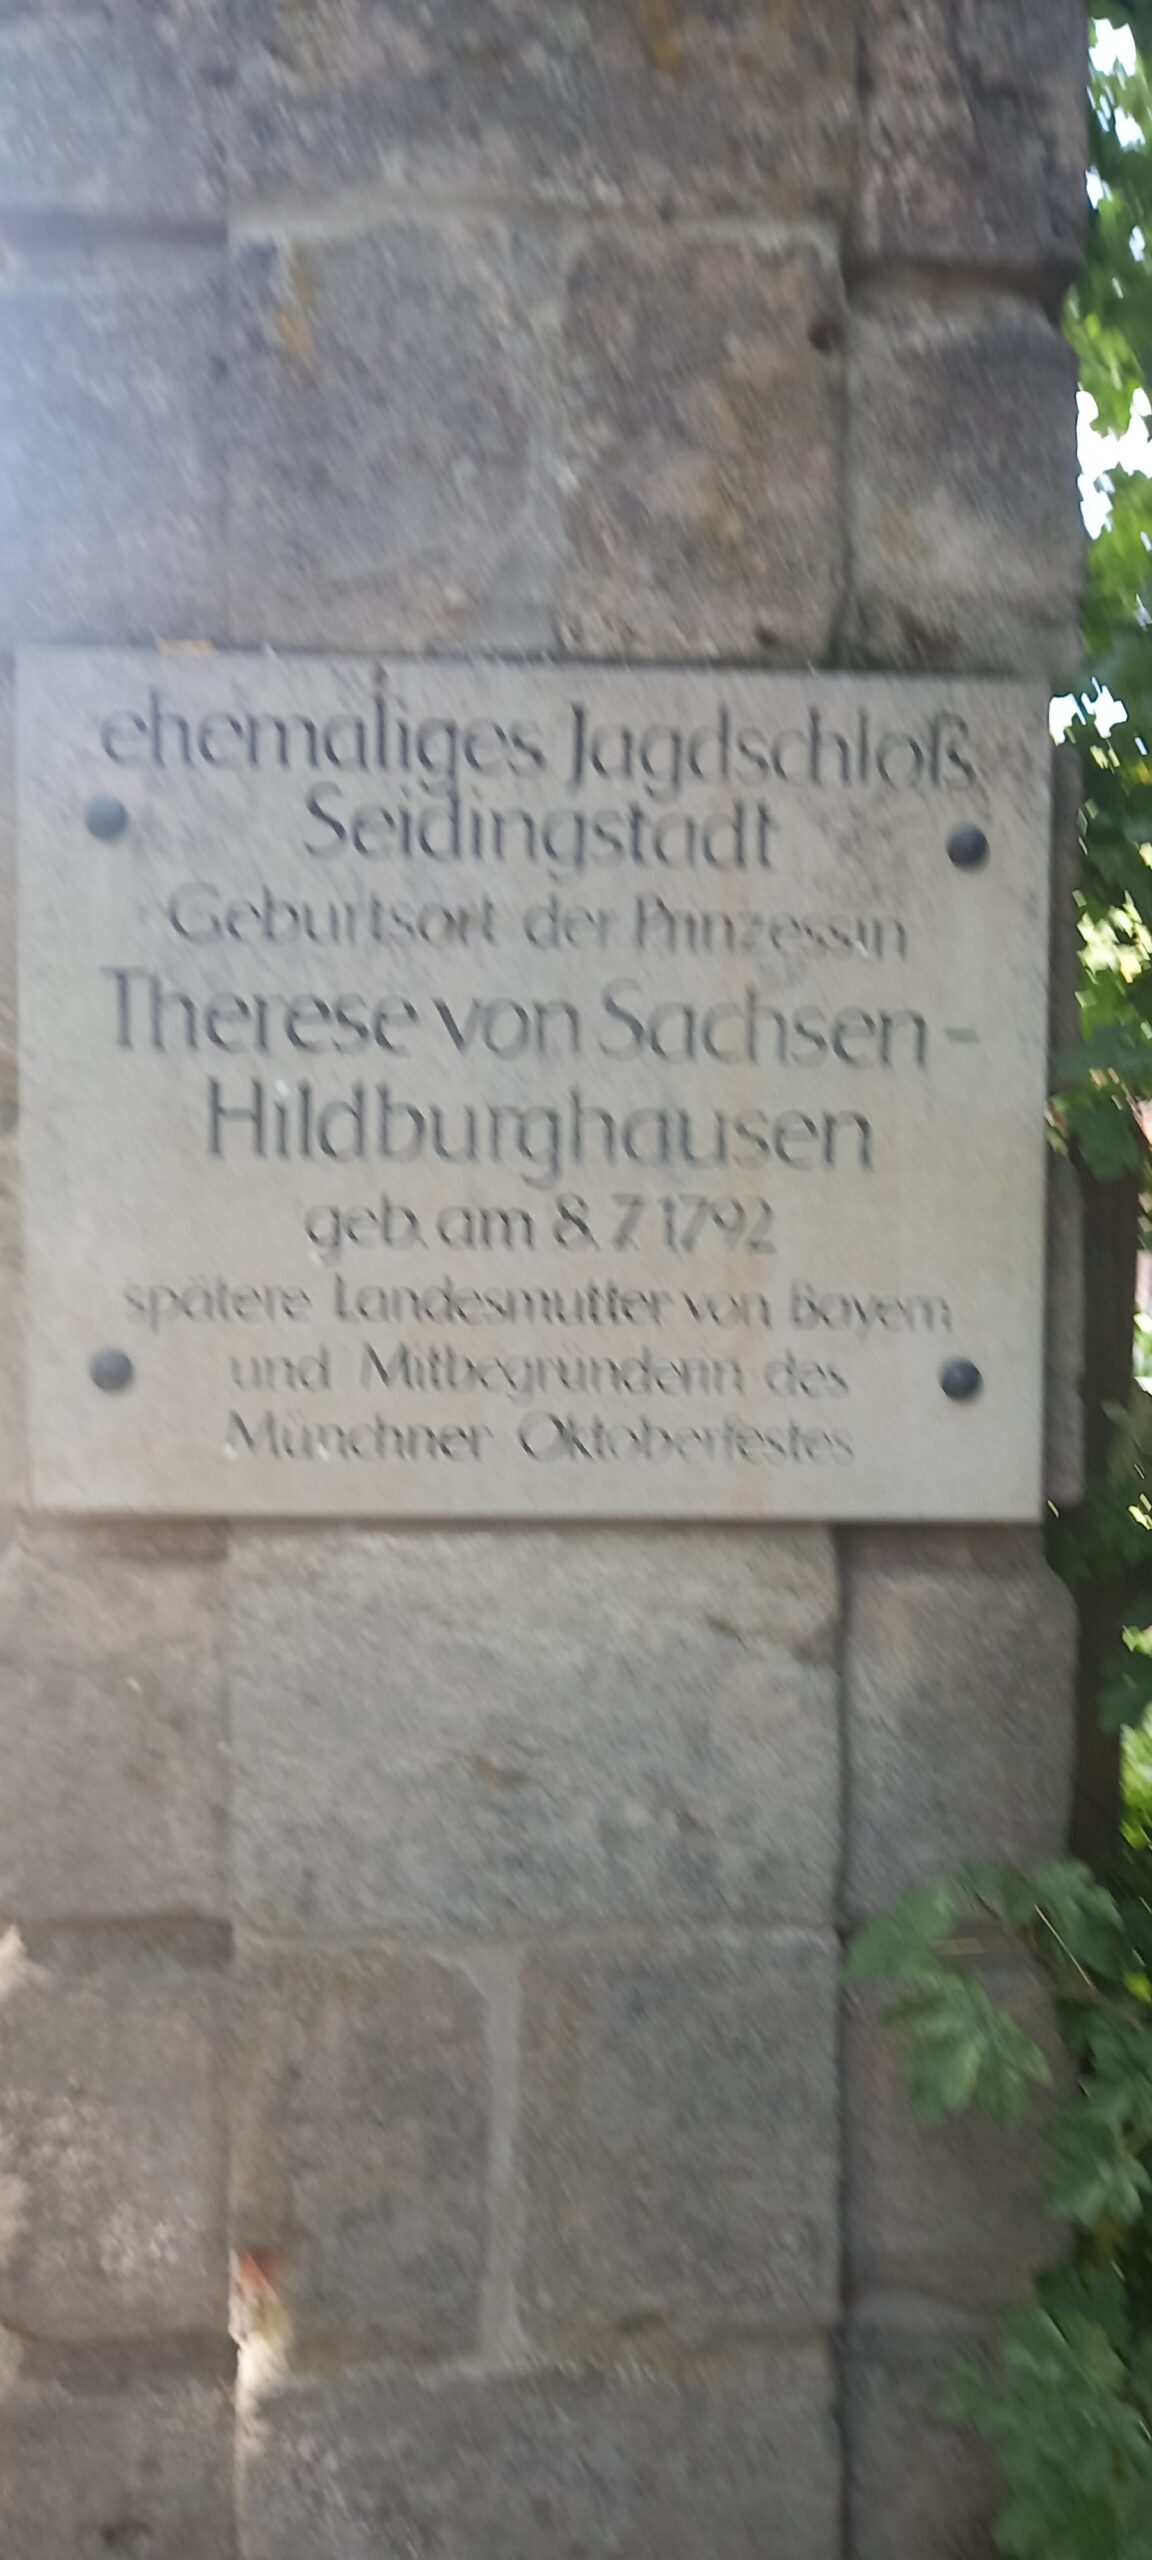 ehemaliges Jagdschloß
Seidingstadt
Geburtsort der Prinzessin
Therese von Sachsen-
Hildburghausen
geb. am 8. 7. 1792
spätere Landesmutter von Bayern
und Mitbegründerin des
Münchner Oktoberfestes